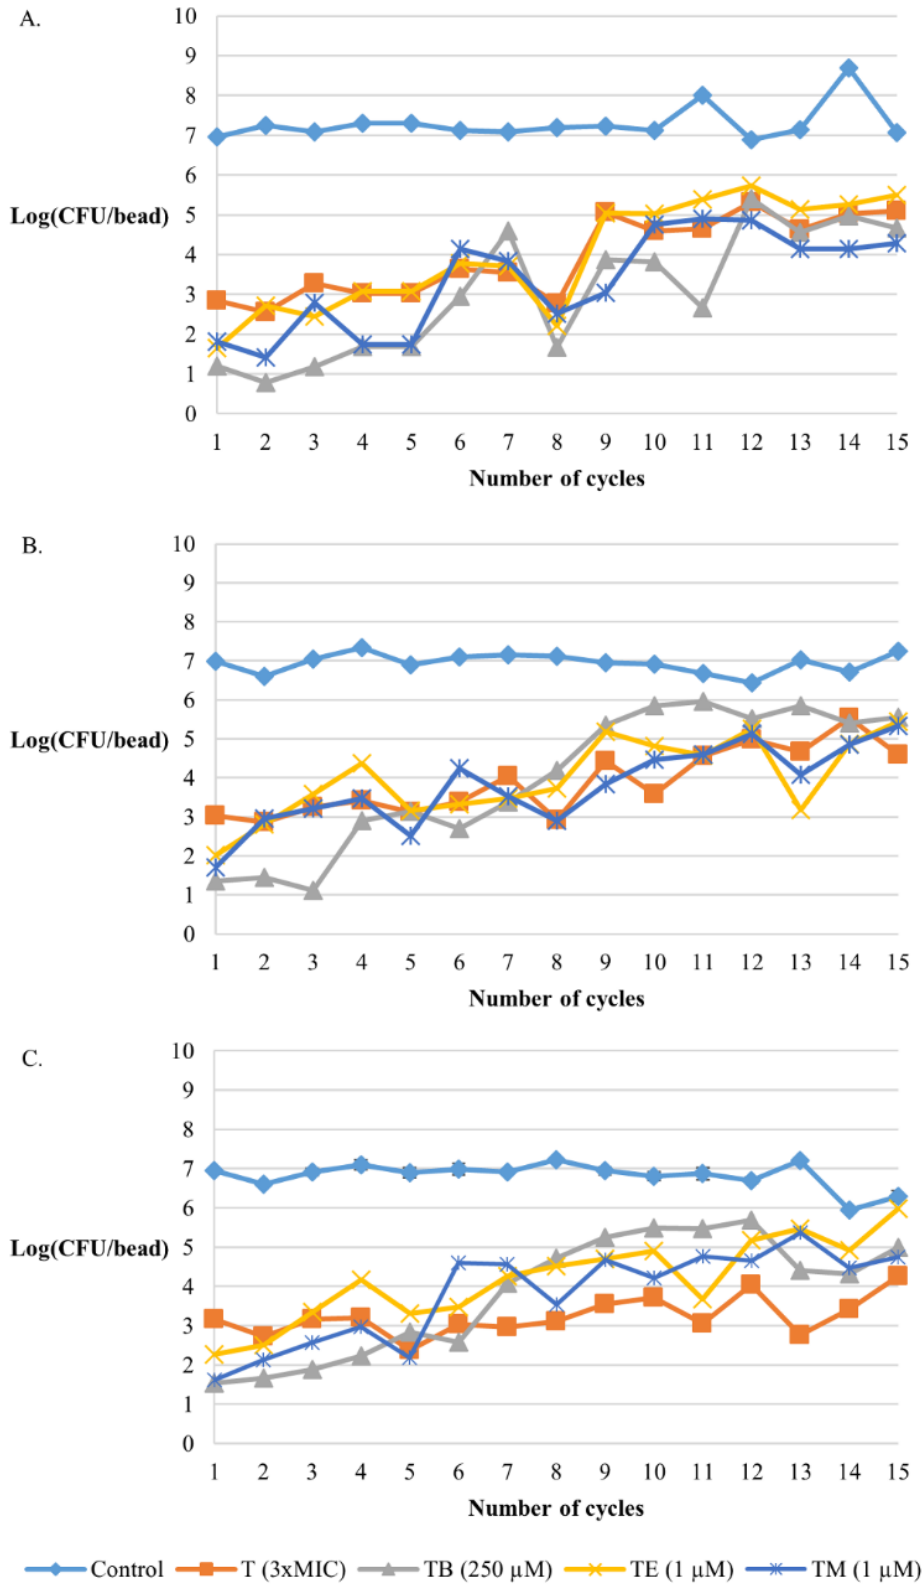 A.
10
9
8
7
6
Log(CFU/bead) 5
4
3
2
1
0
1 2 3 4 5 6 7 8 9 10 11 12 13 14 15
Number of cycles
B.
10
9
8
7
6
Log(CFU/bead) 5
4
3
2
1
0
1 2 3 4 5 6 7 8 9 10 11 12 13 14 15
Number of cycles
C.
10
9
8
7
6
Log(CFU/bead) 5
4
3
2
1
0
1 2 3 4 5 6 7 8 9 10 11 12 13 14 15
Number of cycles
Control T (3xMIC) TB (250 µM) TE (1 µM) TM (1 µM)